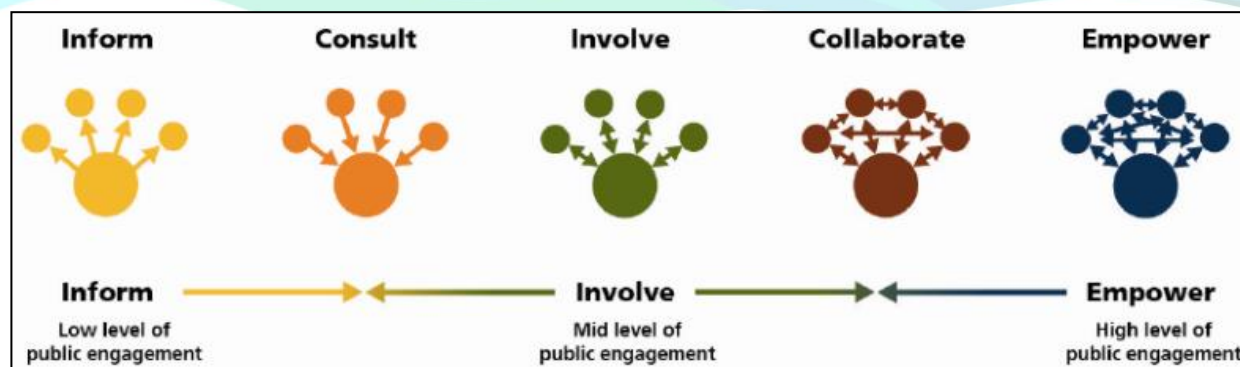 Inform Consult Involve Collaborate Empower
Inform Involve Empower
Low level of Mid level of High level of
public engagement public engagement public engagement